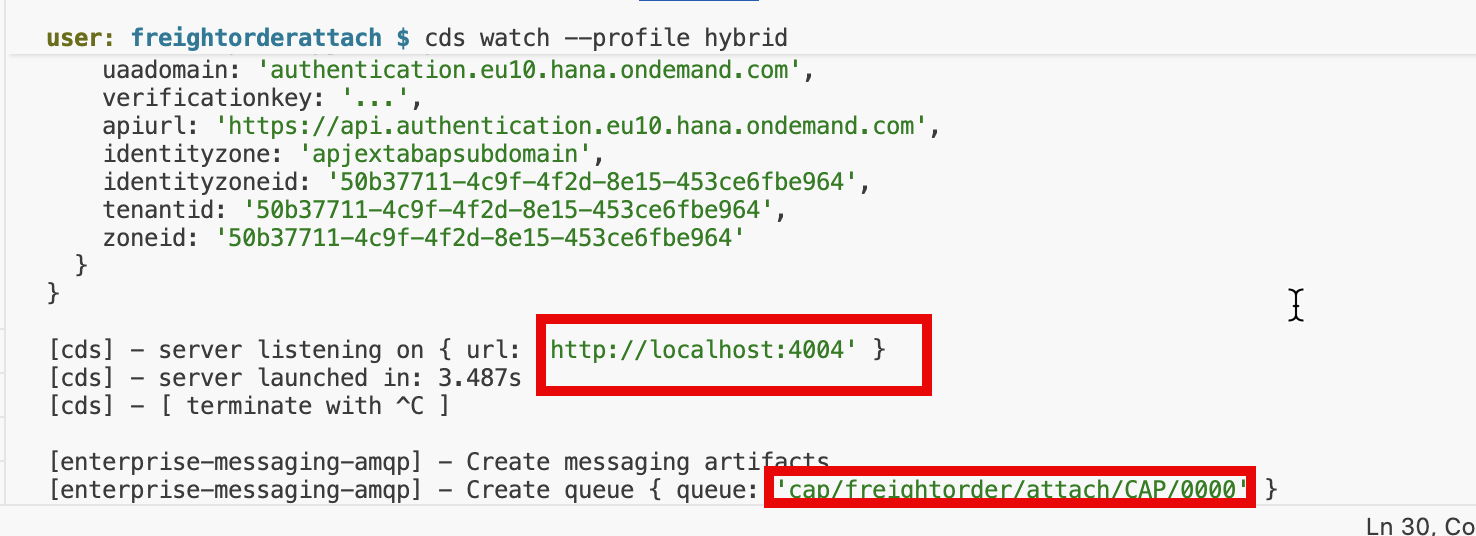 user: freightorderattach $ cds watch --profile hybrid
uaadomain: 'authentication.eu10.hana.ondemand.com',
verificationkey: '...',
apiurl: 'https://api.authentication.eu10.hana.ondemand.com',
identityzone: 'apjextabapsubdomain',
identityzoneid: '50b37711-4c9f-4f2d-8e15-453ce6fbe964',
tenantid: '50b37711-4c9f-4f2d-8e15-453ce6fbe964',
zoneid: '50b37711-4c9f-4f2d-8e15-453ce6fbe964'
}
}
[cds] - server listening on { url: http://localhost:4004' }
[cds] - server launched in: 3.487s
[cds] - [ terminate with ^C ]
[enterprise-messaging-amqp] - Create messaging artifacts
[enterprise-messaging-amqp] - Create queue { queue: 'cap/freightorder/attach/CAP/0000' }
Ln 30, Co